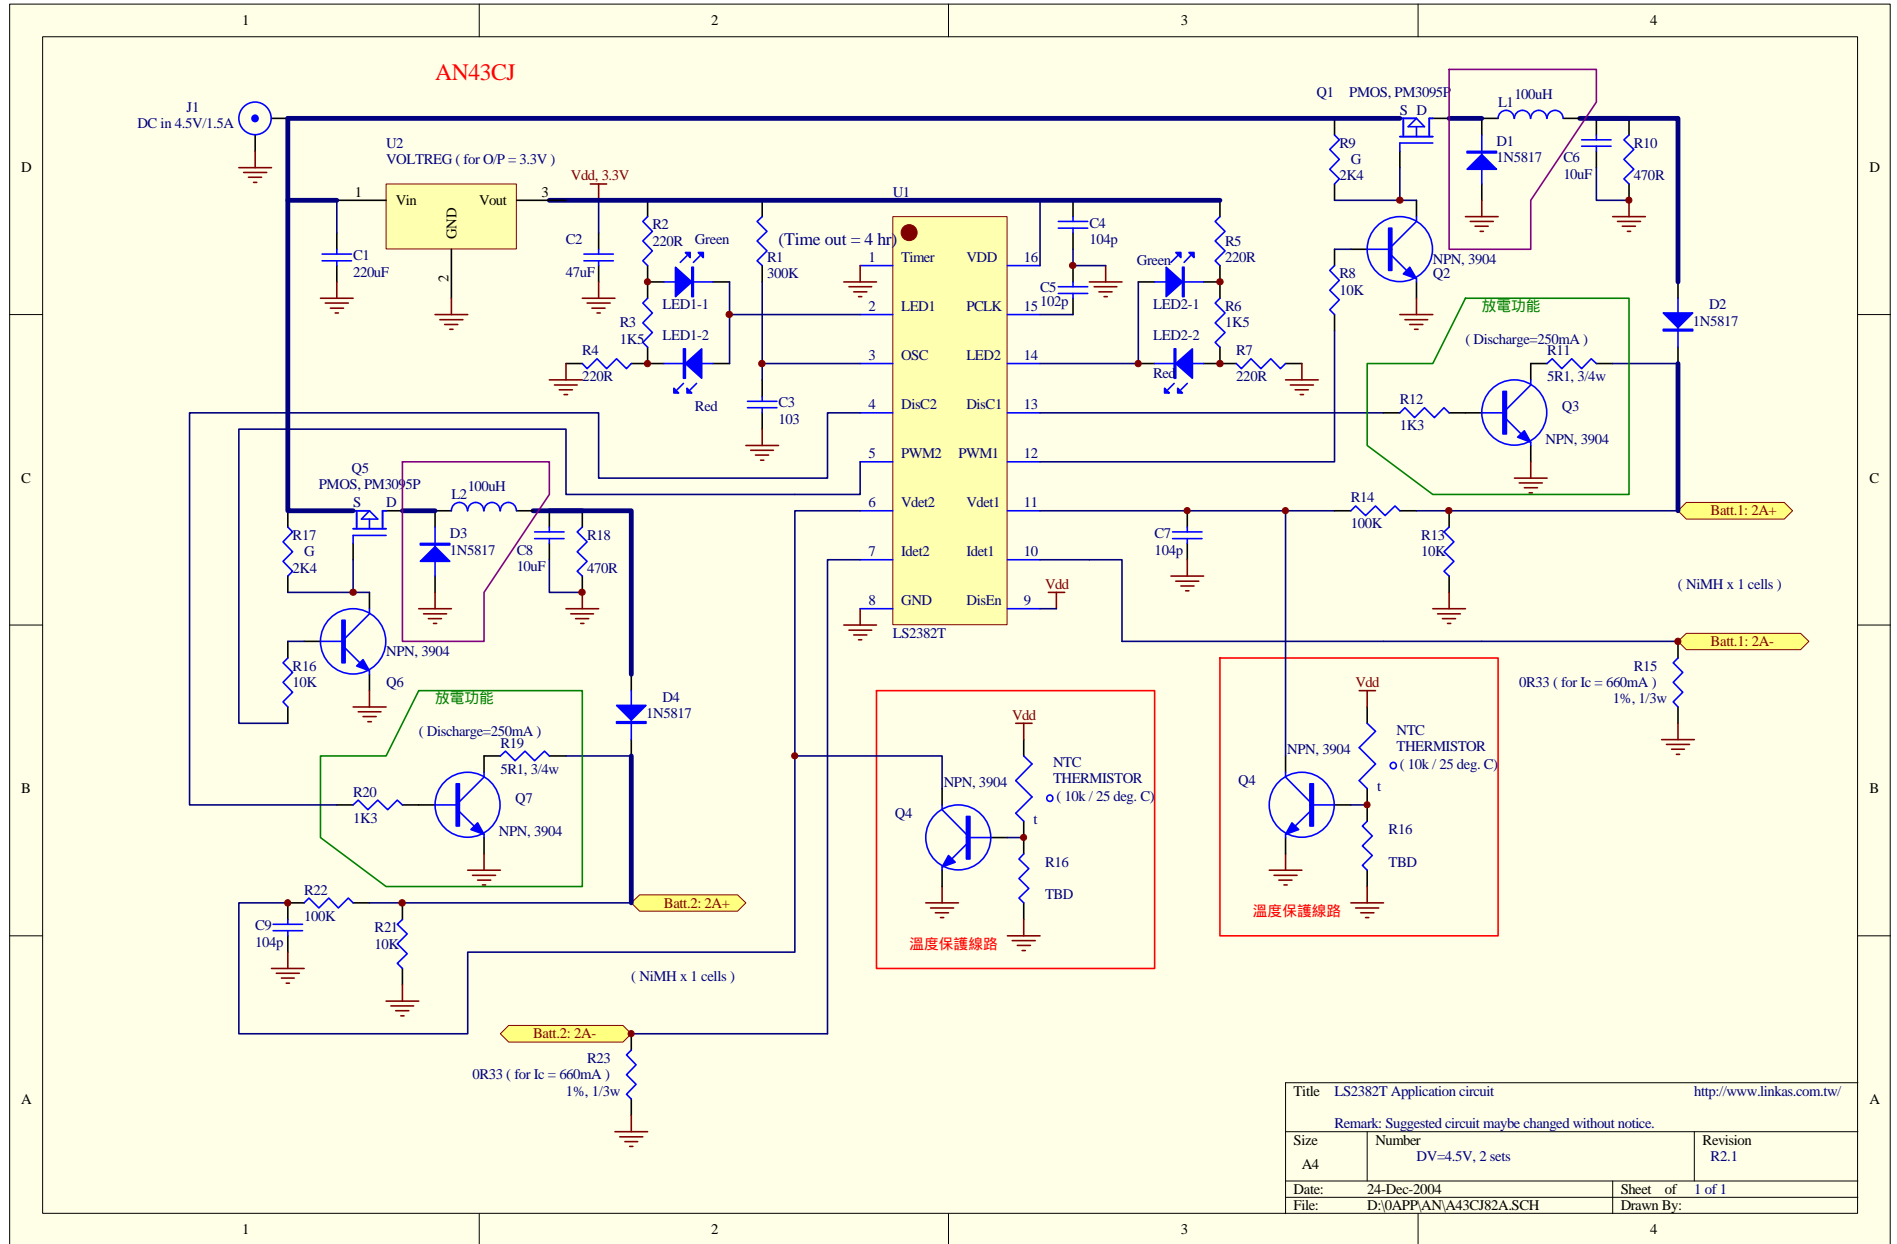 1
2
3
4
D
C
B
A
D
C
B
A
1
2
3
4
AN43CJ
J1
DC in 4.5V/1.5A
U2
VOLTREG ( for O/P = 3.3V )
1
Vin
Vout
3
GND
2
Vdd, 3.3V
C1
220uF
C2
47uF
R2
220R
Green
LED1-1
R3
1K5
LED1-2
R4
220R
Red
R1
300K
(Time out = 4 hr)
C3
103
U1
1
Timer
VDD
16
2
LED1
PCLK
15
3
OSC
LED2
14
4
DisC2
DisC1
13
5
PWM2
PWM1
12
6
Vdet2
Vdet1
11
7
Idet2
Idet1
10
8
GND
DisEn
9
LS2382T
Vdd
C4
104p
C5
102p
Green
LED2-1
LED2-2
Red
R5
220R
R6
1K5
R7
220R
Q1
PMOS, PM3095P
S
D
R9
G
2K4
L1
100uH
D1
1N5817
C6
10uF
R10
470R
NPN, 3904
Q2
R8
10K
D2
1N5817
放電功能
( Discharge=250mA )
R11
5R1, 3/4w
R12
1K3
Q3
NPN, 3904
R14
100K
R13
10K
C7
104p
Batt.1: 2A+
( NiMH x 1 cells )
Batt.1: 2A-
R15
0R33 ( for Ic = 660mA )
1%, 1/3w
Q5
PMOS, PM3095P
S
D
R17
G
2K4
L2
100uH
D3
1N5817
C8
10uF
R18
470R
NPN, 3904
Q6
R16
10K
D4
1N5817
放電功能
( Discharge=250mA )
R19
5R1, 3/4w
R20
1K3
Q7
NPN, 3904
R22
100K
C9
104p
R21
10K
Batt.2: 2A+
( NiMH x 1 cells )
Batt.2: 2A-
R23
0R33 ( for Ic = 660mA )
1%, 1/3w
Vdd
NTC
THERMISTOR
( 10k / 25 deg. C)
t
NPN, 3904
Q4
R16
TBD
溫度保護線路
Vdd
NTC
THERMISTOR
( 10k / 25 deg. C)
t
NPN, 3904
Q4
R16
TBD
溫度保護線路
Title
LS2382T Application circuit
http://www.linkas.com.tw/
Remark: Suggested circuit maybe changed without notice.
Size
A4
Number
DV=4.5V, 2 sets
Revision
R2.1
Date:
24-Dec-2004
Sheet of
1 of 1
File:
D:\0APP\AN\A43CJ82A.SCH
Drawn By: